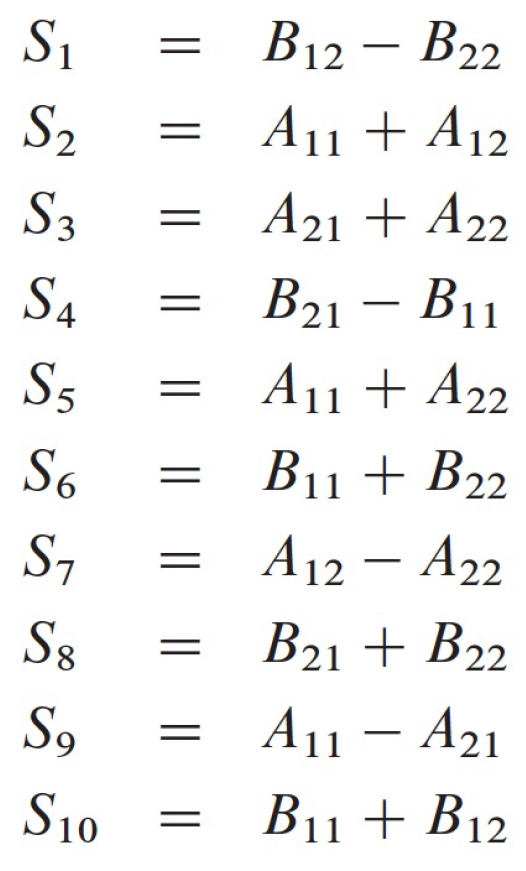 S₁ = B₁₂ − B₂₂
S₂ = A₁₁ + A₁₂
S₃ = A₂₁ + A₂₂
S₄ = B₂₁ − B₁₁
S₅ = A₁₁ + A₂₂
S₆ = B₁₁ + B₂₂
S₇ = A₁₂ − A₂₂
S₈ = B₂₁ + B₂₂
S₉ = A₁₁ − A₂₁
S₁₀ = B₁₁ + B₁₂